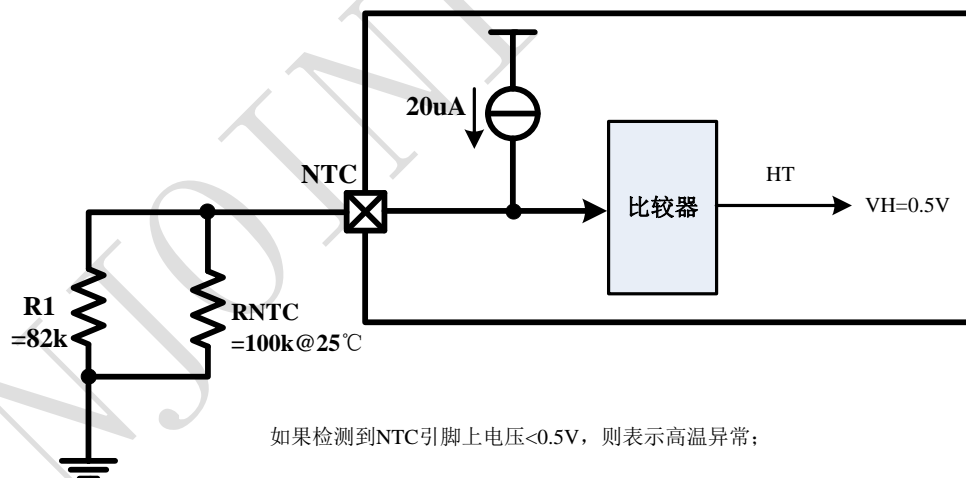 20uA
NTC
HT
比较器
VH=0.5V
R1
=82k
RNTC
=100k@25℃
如果检测到NTC引脚上电压<0.5V，则表示高温异常；
NJOIN